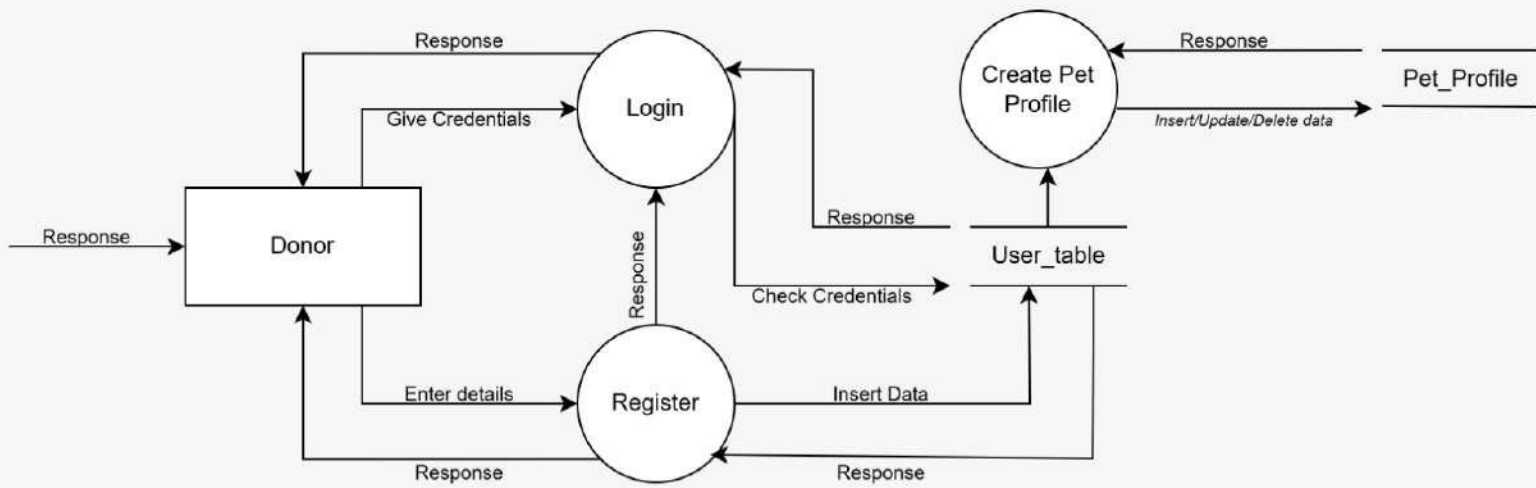 Response
Response
Create Pet
Profile
Pet_Profile
Login
Give Credentials
Insert/Update/Delete data
Response
Response
Donor
Response
User_table
Check Credentials
Enter details
Register
Insert Data
Response
Response